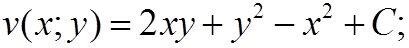 v(x; y) = 2xy + y² − x² + C;